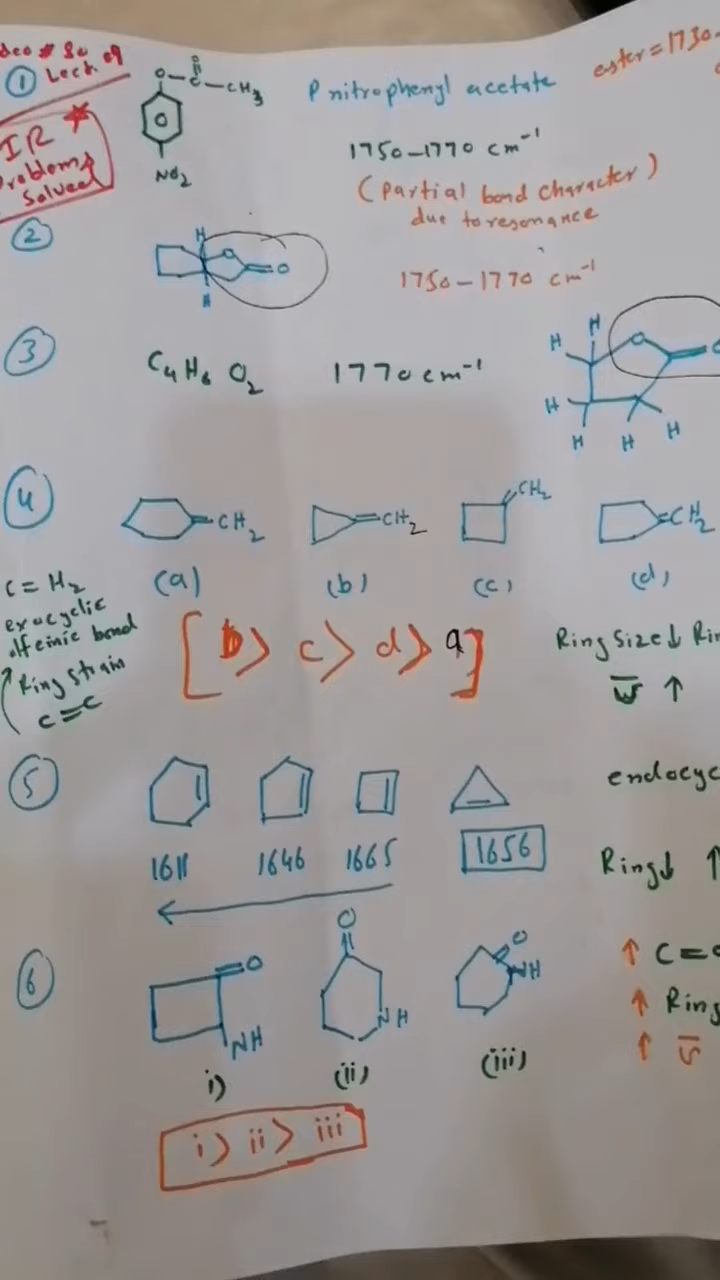 Lect. 09
①
IR
Problems
Solved
O-C-CH3
O
NO2
P nitrophenyl acetate
ester = 1730-
1750-1770 cm-1
(partial bond character)
due to resonance
②
H
O
O
H
1750-1770 cm-1
③
C4H6O2
1770 cm-1
H H O
H
H H H
④
=CH2
=CH2
=CH2
=CH2
(a) (b) (c) (d)
C=H2
exocyclic
olfeinic bond
Ring strain
C=C
[b> c> d> a]
Ring Size↓ Rin
ῡ ↑
⑤
endocyc
1611 1646 1665 1656
Ring↓ ↑
⑥
O
NH
O
NH
O
NH
i) (ii) (iii)
↑ C=
↑ Ring
↑ ῡ
i > ii > iii